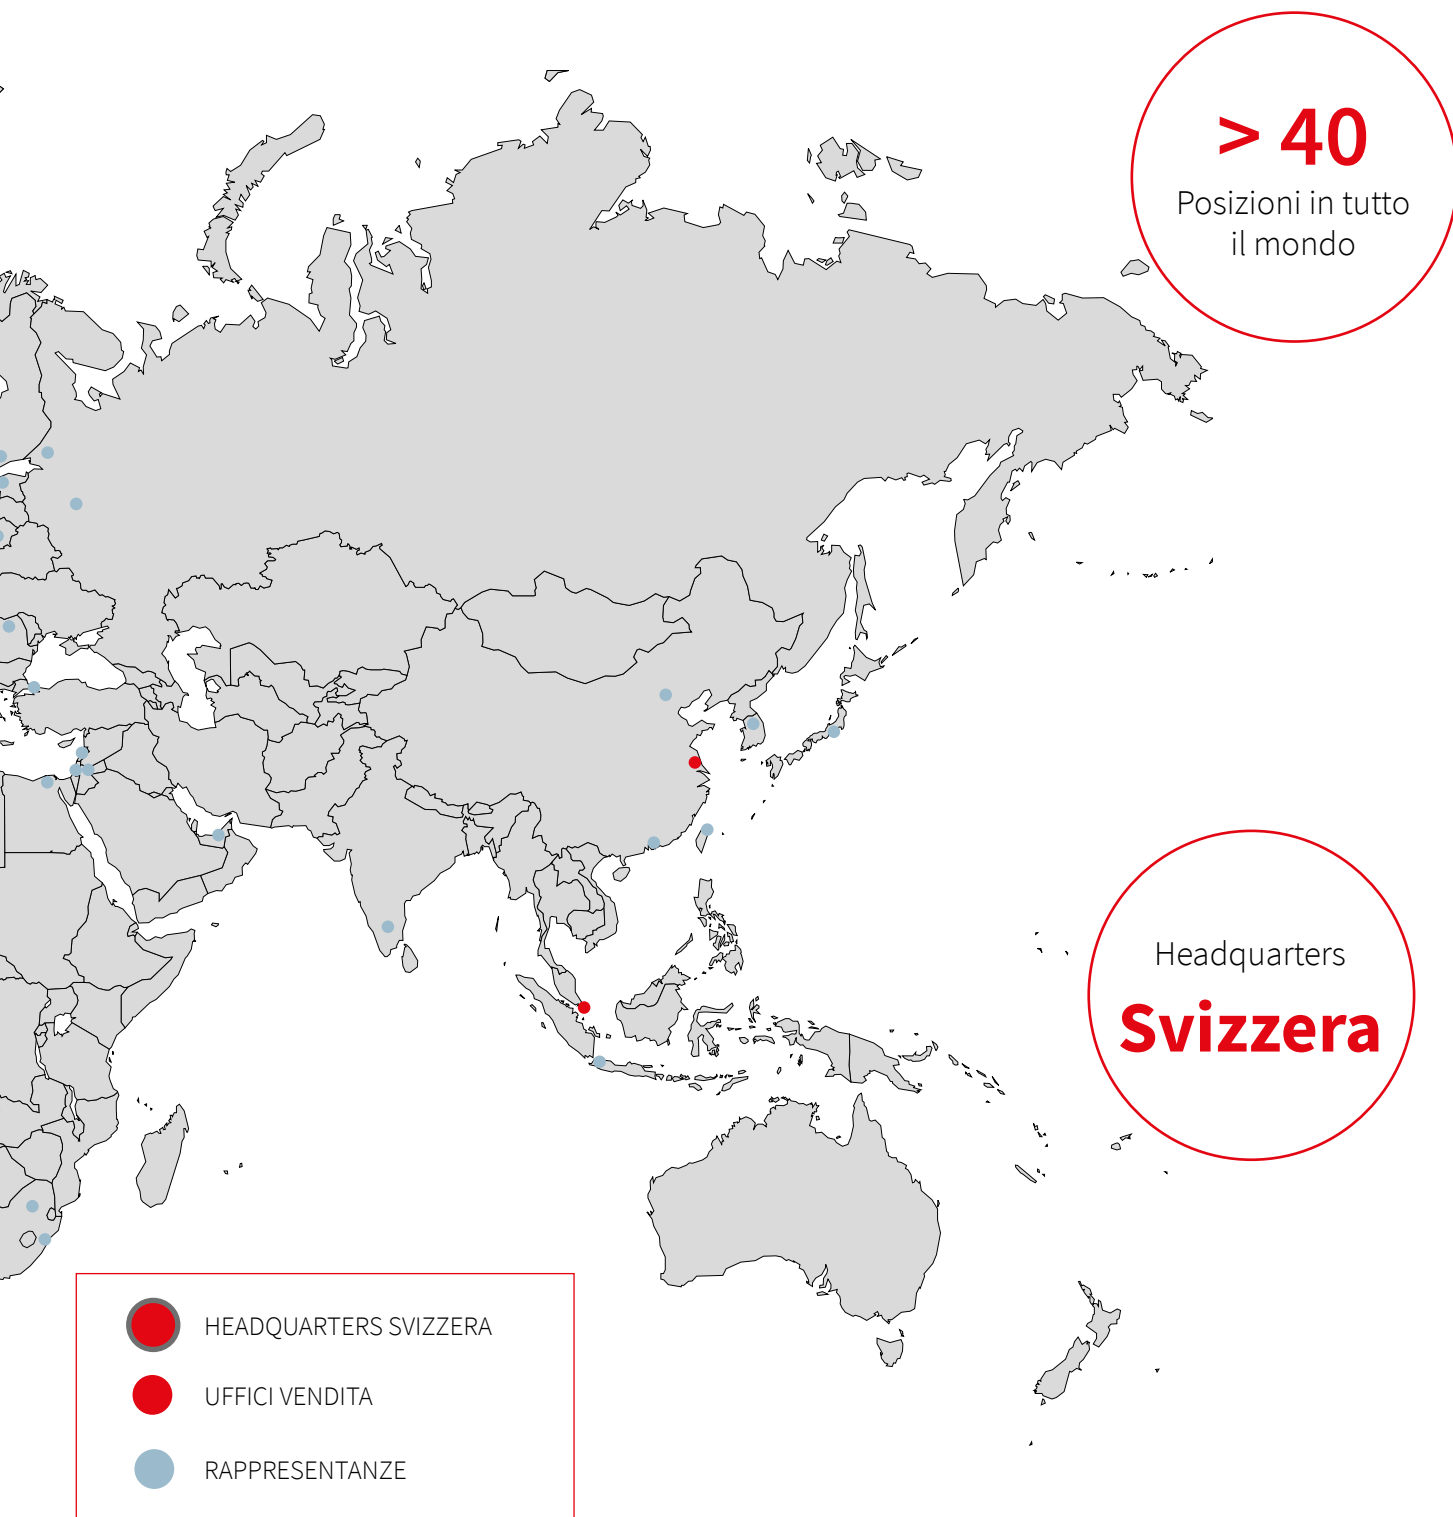 > 40
Posizioni in tutto
il mondo
Headquarters
Svizzera
HEADQUARTERS SVIZZERA
UFFICI VENDITA
RAPPRESENTANZE